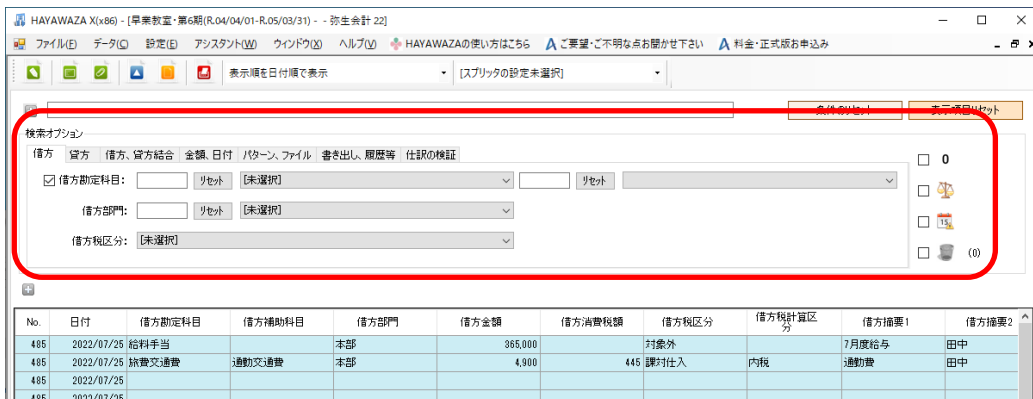 HAYAWAZA X(x86) - [早業教室・第6期(R.04/04/01-R.05/03/31) - - 弥生会計 22]
ファイル(F) データ(C) 設定(E) アシスタント(W) ウインドウ(X) ヘルプ(V) HAYAWAZAの使い方はこちら ご要望・ご不明な点お聞かせ下さい 料金・正式版お申込み
表示順を日付順で表示 [スプリッタの設定未選択]
条件のリセット 表示項目リセット
検索オプション
借方 貸方 借方、貸方結合 金額、日付 パターン、ファイル 書き出し、履歴等 仕訳の検証
0
借方勘定科目: リセット [未選択] リセット
借方部門: リセット [未選択]
15
借方税区分: [未選択]
(0)
No. 日付 借方勘定科目 借方補助科目 借方部門 借方金額 借方消費税額 借方税区分 借方税計算区分 借方摘要1 借方摘要2
485 2022/07/25 給料手当 本部 365,000 対象外 7月度給与 田中
485 2022/07/25 旅費交通費 通勤交通費 本部 4,900 445 課対仕入 内税 通勤費 田中
485 2022/07/25
485 2022/07/25